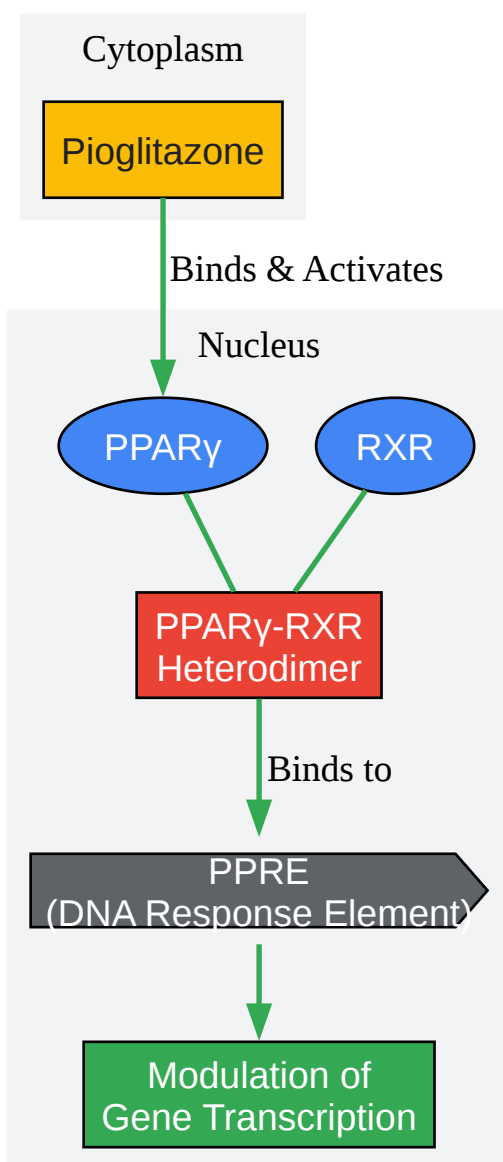 Cytoplasm
Pioglitazone
Binds & Activates
Nucleus
PPARγ
RXR
PPARγ-RXR
Heterodimer
Binds to
PPRE
(DNA Response Element)
Modulation of
Gene Transcription